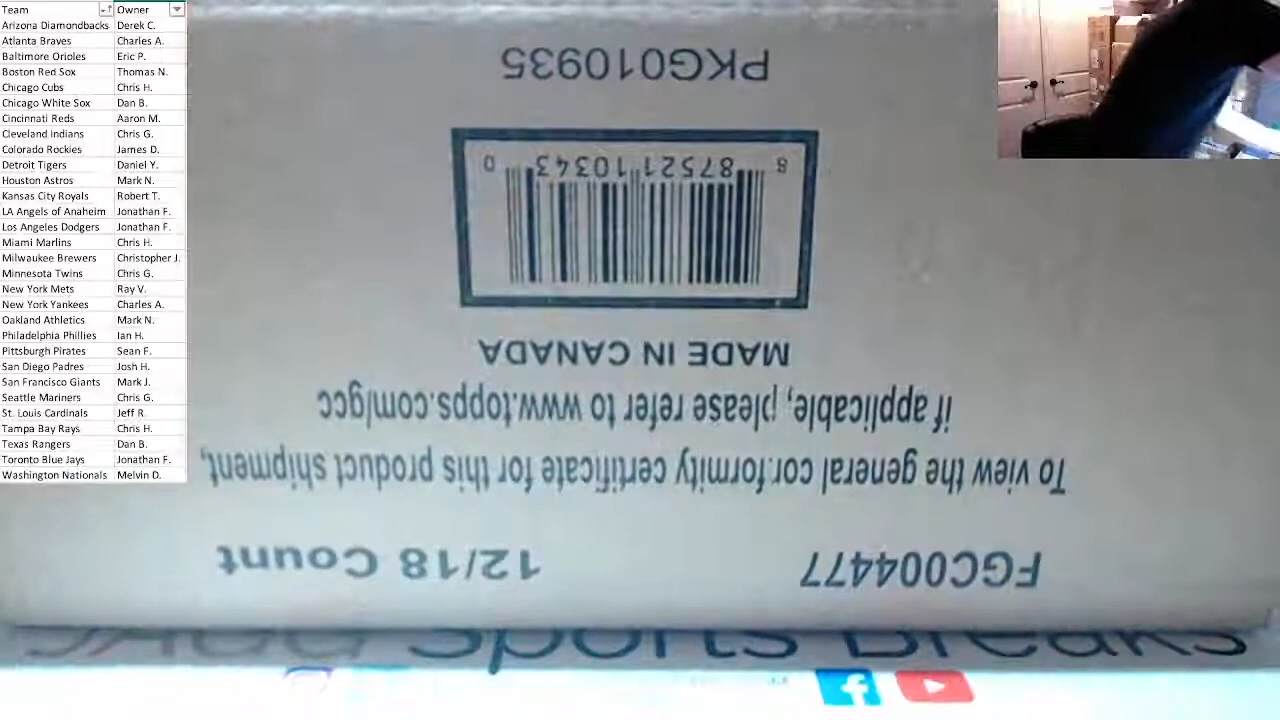 Team Owner
Arizona Diamondbacks Derek C.
Atlanta Braves Charles A.
Baltimore Orioles Eric P.
Boston Red Sox Thomas N.
Chicago Cubs Chris H.
Chicago White Sox Dan B.
Cincinnati Reds Aaron M.
Cleveland Indians Chris G.
Colorado Rockies James D.
Detroit Tigers Daniel Y.
Houston Astros Mark N.
Kansas City Royals Robert T.
LA Angels of Anaheim Jonathan F.
Los Angeles Dodgers Jonathan F.
Miami Marlins Chris H.
Milwaukee Brewers Christopher J.
Minnesota Twins Chris G.
New York Mets Ray V.
New York Yankees Charles A.
Oakland Athletics Mark N.
Philadelphia Phillies Ian H.
Pittsburgh Pirates Sean F.
San Diego Padres Josh H.
San Francisco Giants Mark J.
Seattle Mariners Chris G.
St. Louis Cardinals Jeff R.
Tampa Bay Rays Chris H.
Texas Rangers Dan B.
Toronto Blue Jays Jonathan F.
Washington Nationals Melvin D.
FGC004477 12/18 Count
To view the general conformity certificate for this product shipment,
if applicable, please refer to www.topps.com/gcc
MADE IN CANADA
8 87521 10343 0
PKG010935
Sports Breaks